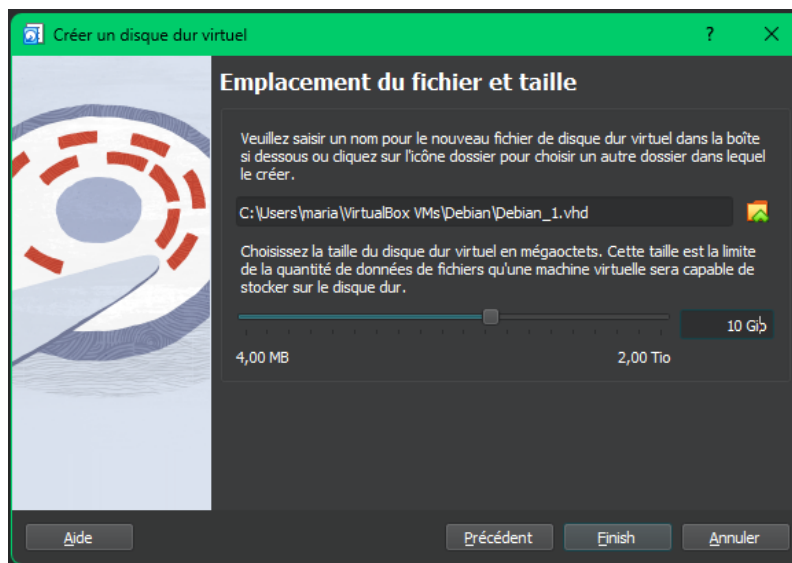 Créer un disque dur virtuel
?
Emplacement du fichier et taille
Veuillez saisir un nom pour le nouveau fichier de disque dur virtuel dans la boîte
si dessous ou cliquez sur l'icône dossier pour choisir un autre dossier dans lequel
le créer.
C:\Users\maria\VirtualBox VMs\Debian\Debian_1.vhd
Choisissez la taille du disque dur virtuel en mégaoctets. Cette taille est la limite
de la quantité de données de fichiers qu'une machine virtuelle sera capable de
stocker sur le disque dur.
10 Gib
4,00 MB 2,00 Tio
Aide Précédent Finish Annuler